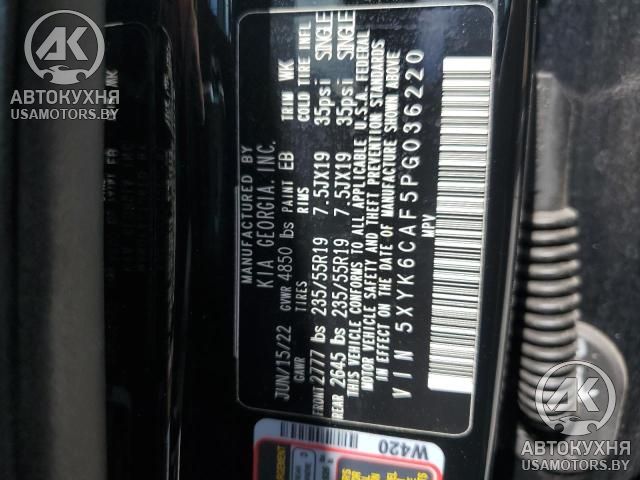 MANUFACTURED BY
KIA GEORGIA, INC.
JUN/15/22 GVWR 4850 lbs PAINT EB TRIM WK
GAWR TIRES RIMS COLD TIRE INFL
FRONT 2777 lbs 235/55R19 7.5JX19 35psi SINGLE
REAR 2645 lbs 235/55R19 7.5JX19 35psi SINGLE
THIS VEHICLE CONFORMS TO ALL APPLICABLE U.S.A. FEDERAL
MOTOR VEHICLE SAFETY AND THEFT PREVENTION STANDARDS
IN EFFECT ON THE DATE OF MANUFACTURE SHOWN ABOVE
VIN 5XYK6CAF5PG036220
MPV
W420
АК
АВТОКУХНЯ
USAMOTORS.BY
АК
АВТОКУХНЯ
USAMOTORS.BY